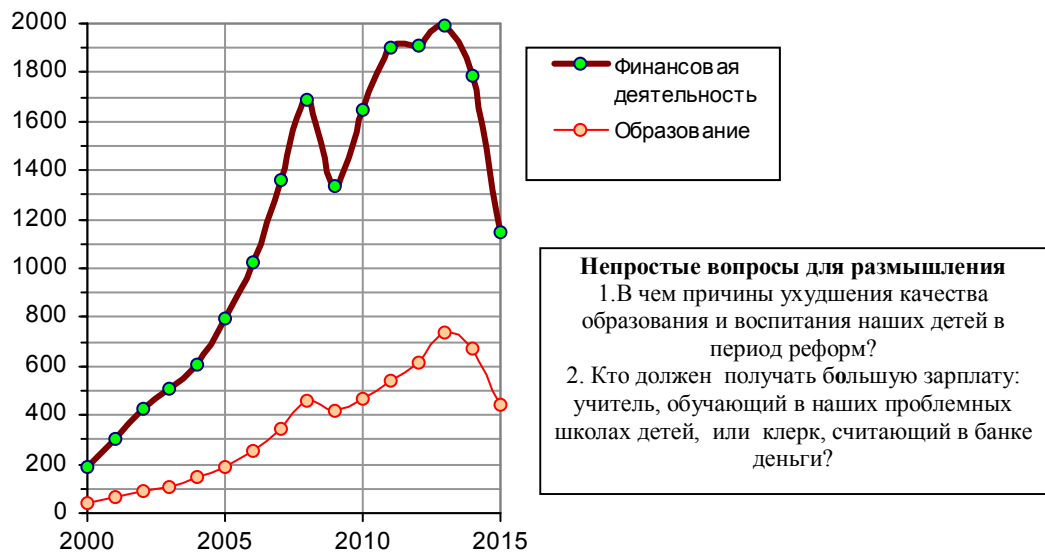 2000
1800
1600
1400
1200
1000
800
600
400
200
0
2000
2005
2010
2015
Финансовая
деятельность
Образование
Непростые вопросы для размышления
1.В чем причины ухудшения качества
образования и воспитания наших детей в
период реформ?
2. Кто должен получать большую зарплату:
учитель, обучающий в наших проблемных
школах детей, или клерк, считающий в банке
деньги?